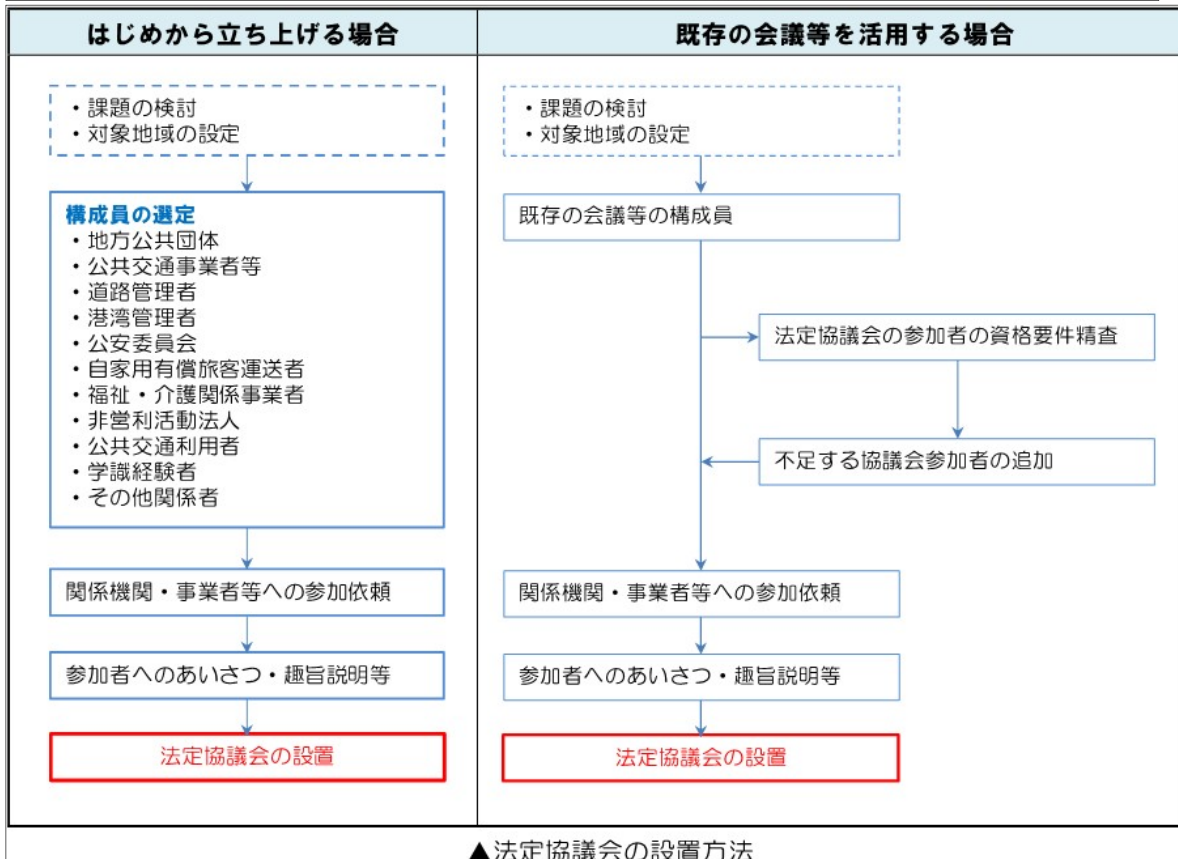 はじめから立ち上げる場合
・課題の検討
・対象地域の設定
構成員の選定
・地方公共団体
・公共交通事業者等
・道路管理者
・港湾管理者
・公安委員会
・自家用有償旅客運送者
・福祉・介護関係事業者
・非営利活動法人
・公共交通利用者
・学識経験者
・その他関係者
関係機関・事業者等への参加依頼
参加者へのあいさつ・趣旨説明等
法定協議会の設置
既存の会議等を活用する場合
・課題の検討
・対象地域の設定
既存の会議等の構成員
法定協議会の参加者の資格要件精査
不足する協議会参加者の追加
関係機関・事業者等への参加依頼
参加者へのあいさつ・趣旨説明等
法定協議会の設置
▲法定協議会の設置方法